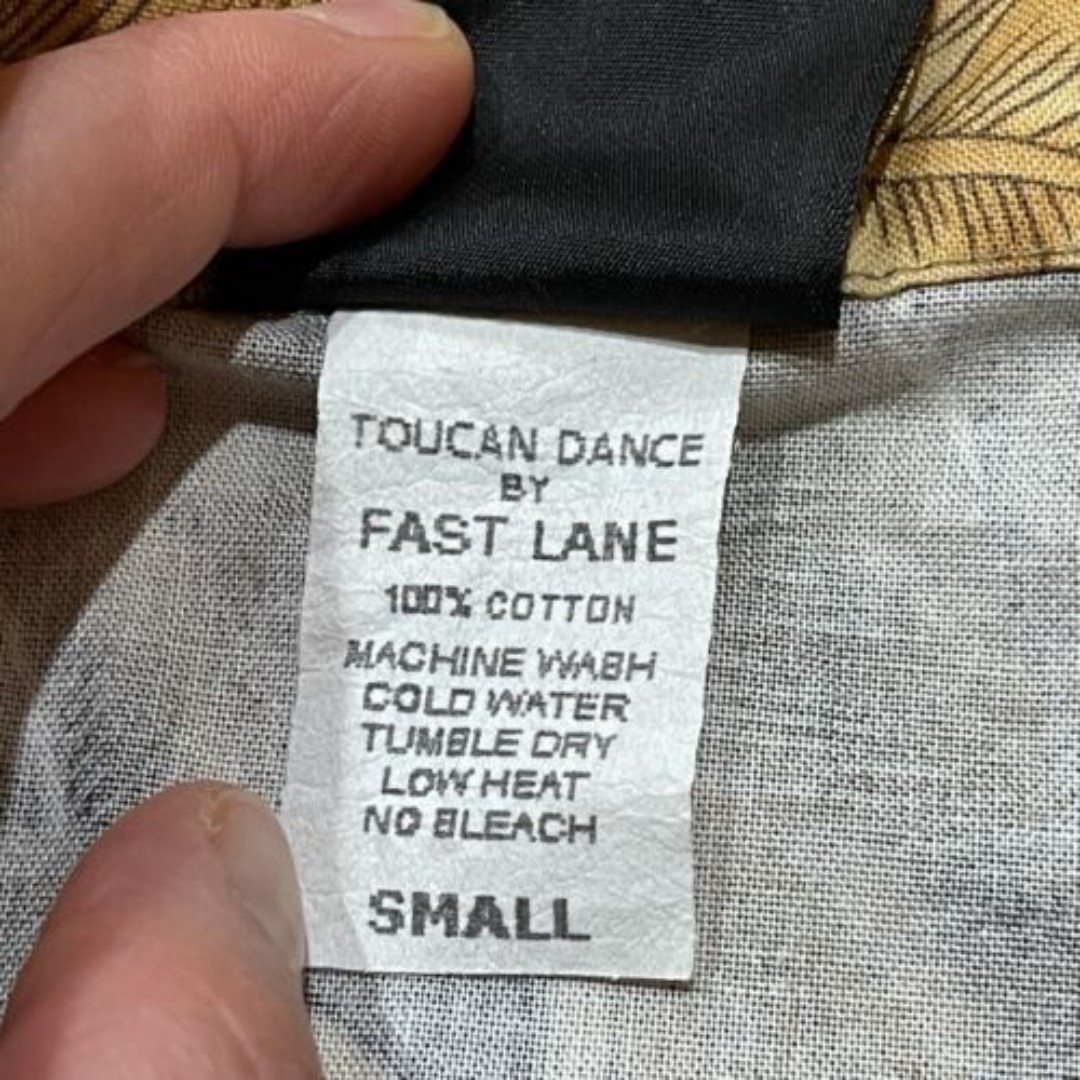 TOUCAN DANCE
BY
FAST LANE
100% COTTON
MACHINE WASH
COLD WATER
TUMBLE DRY
LOW HEAT
NO BLEACH
SMALL